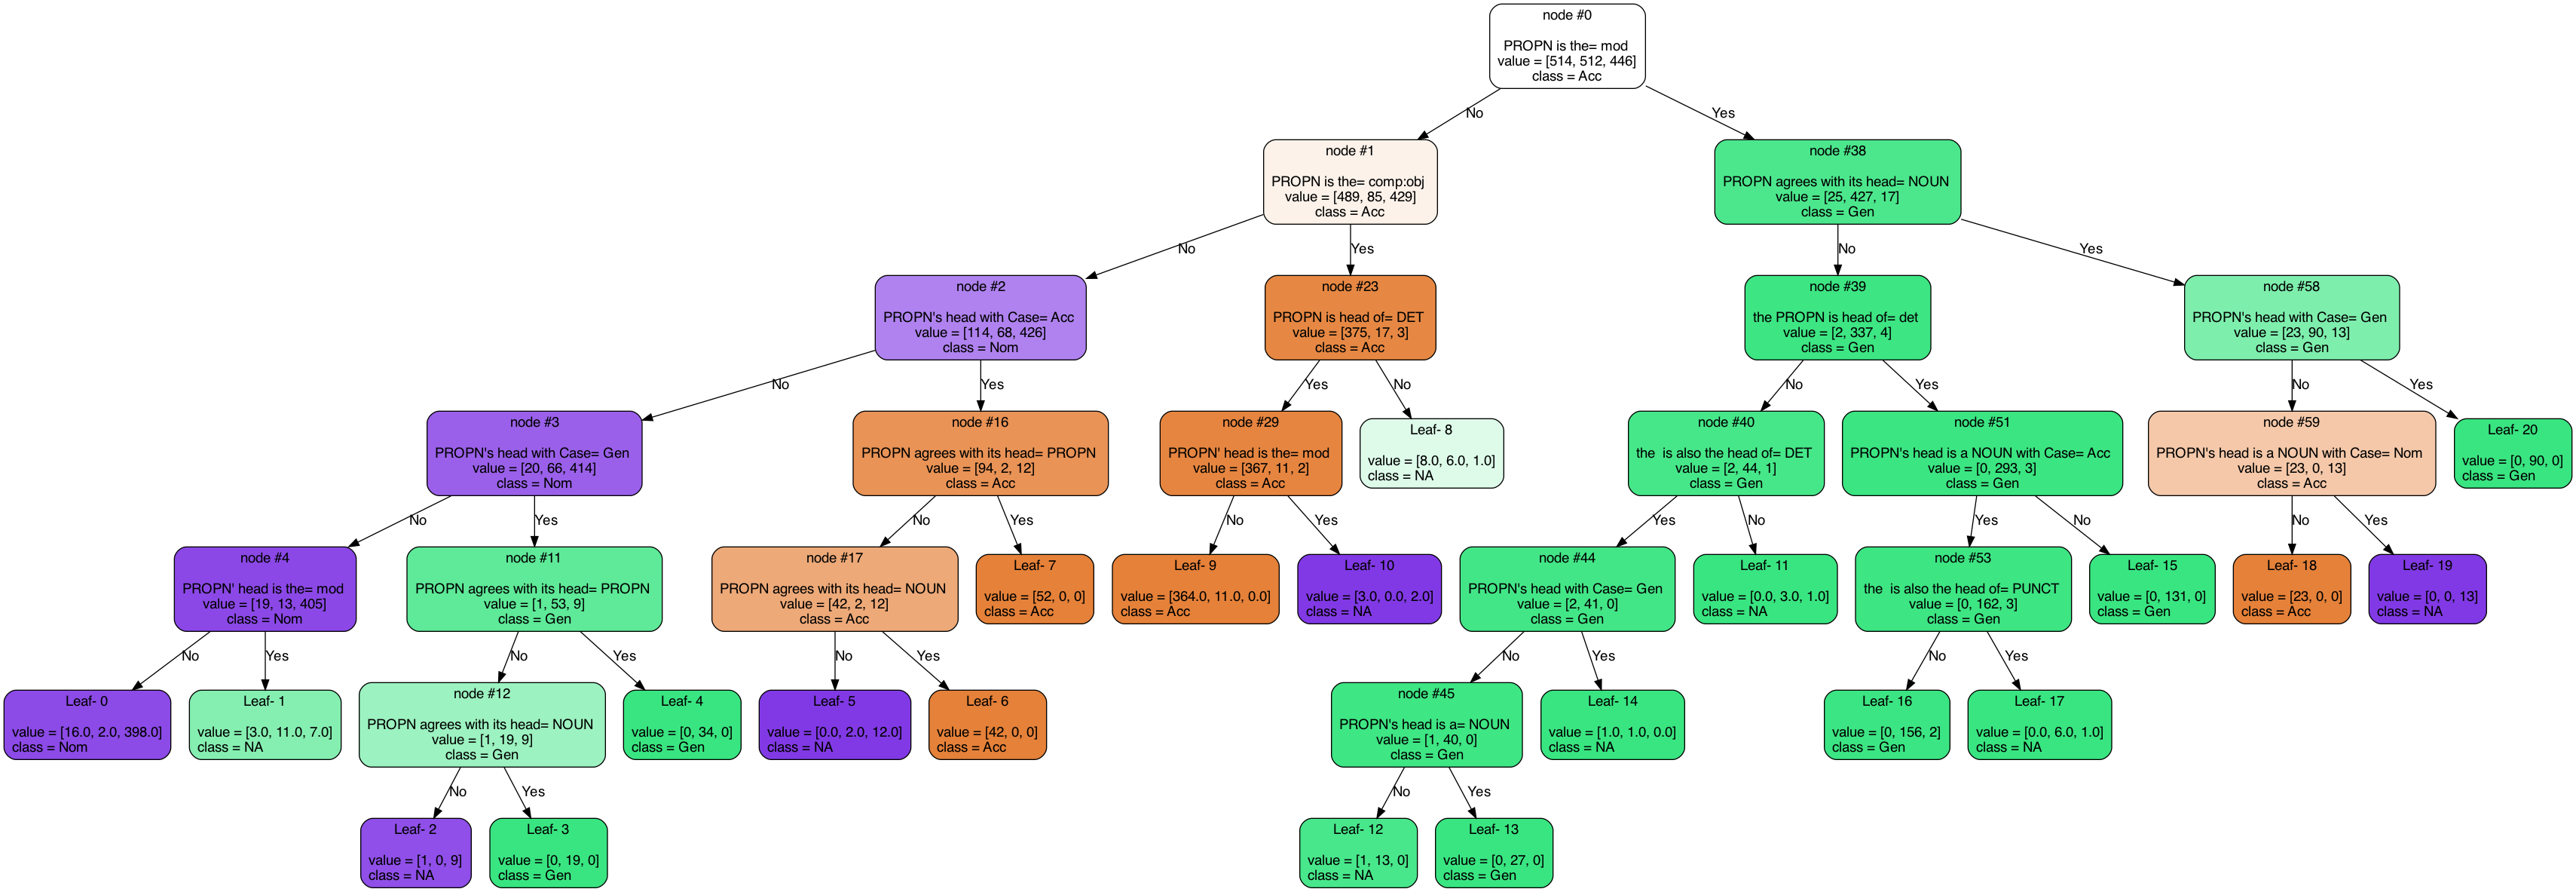 node #0
PROPN is the= mod
value = [514, 512, 446]
class = Acc
No
Yes
node #1
PROPN is the= comp:obj
value = [489, 85, 429]
class = Acc
node #38
PROPN agrees with its head= NOUN
value = [25, 427, 17]
class = Gen
No
Yes
No
Yes
node #2
PROPN's head with Case= Acc
value = [114, 68, 426]
class = Nom
node #23
PROPN is head of= DET
value = [375, 17, 3]
class = Acc
node #39
the PROPN is head of= det
value = [2, 337, 4]
class = Gen
node #58
PROPN's head with Case= Gen
value = [23, 90, 13]
class = Gen
No
Yes
Yes
No
No
Yes
No
Yes
node #3
PROPN's head with Case= Gen
value = [20, 66, 414]
class = Nom
node #16
PROPN agrees with its head= PROPN
value = [94, 2, 12]
class = Acc
node #29
PROPN' head is the= mod
value = [367, 11, 2]
class = Acc
Leaf- 8
value = [8.0, 6.0, 1.0]
class = NA
node #40
the  is also the head of= DET
value = [2, 44, 1]
class = Gen
node #51
PROPN's head is a NOUN with Case= Acc
value = [0, 293, 3]
class = Gen
node #59
PROPN's head is a NOUN with Case= Nom
value = [23, 0, 13]
class = Acc
Leaf- 20
value = [0, 90, 0]
class = Gen
No
Yes
No
Yes
No
Yes
Yes
No
Yes
No
No
Yes
node #4
PROPN' head is the= mod
value = [19, 13, 405]
class = Nom
node #11
PROPN agrees with its head= PROPN
value = [1, 53, 9]
class = Gen
node #17
PROPN agrees with its head= NOUN
value = [42, 2, 12]
class = Acc
Leaf- 7
value = [52, 0, 0]
class = Acc
Leaf- 9
value = [364.0, 11.0, 0.0]
class = Acc
Leaf- 10
value = [3.0, 0.0, 2.0]
class = NA
node #44
PROPN's head with Case= Gen
value = [2, 41, 0]
class = Gen
Leaf- 11
value = [0.0, 3.0, 1.0]
class = NA
node #53
the  is also the head of= PUNCT
value = [0, 162, 3]
class = Gen
Leaf- 15
value = [0, 131, 0]
class = Gen
Leaf- 18
value = [23, 0, 0]
class = Acc
Leaf- 19
value = [0, 0, 13]
class = NA
No
Yes
No
Yes
No
Yes
No
Yes
No
Yes
Leaf- 0
value = [16.0, 2.0, 398.0]
class = Nom
Leaf- 1
value = [3.0, 11.0, 7.0]
class = NA
node #12
PROPN agrees with its head= NOUN
value = [1, 19, 9]
class = Gen
Leaf- 4
value = [0, 34, 0]
class = Gen
Leaf- 5
value = [0.0, 2.0, 12.0]
class = NA
Leaf- 6
value = [42, 0, 0]
class = Acc
node #45
PROPN's head is a= NOUN
value = [1, 40, 0]
class = Gen
Leaf- 14
value = [1.0, 1.0, 0.0]
class = NA
Leaf- 16
value = [0, 156, 2]
class = Gen
Leaf- 17
value = [0.0, 6.0, 1.0]
class = NA
No
Yes
No
Yes
Leaf- 2
value = [1, 0, 9]
class = NA
Leaf- 3
value = [0, 19, 0]
class = Gen
Leaf- 12
value = [1, 13, 0]
class = NA
Leaf- 13
value = [0, 27, 0]
class = Gen